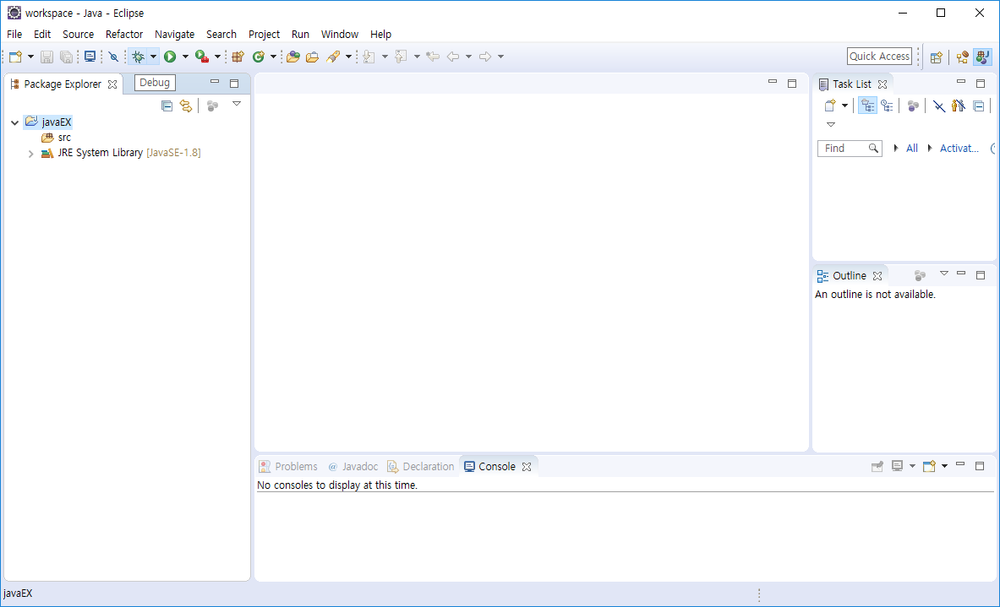 workspace - Java - Eclipse
File Edit Source Refactor Navigate Search Project Run Window Help
Quick Access
Package Explorer Debug
javaEX
src
JRE System Library [JavaSE-1.8]
Task List
Find All Activat...
Outline
An outline is not available.
Problems @ Javadoc Declaration Console
No consoles to display at this time.
javaEX